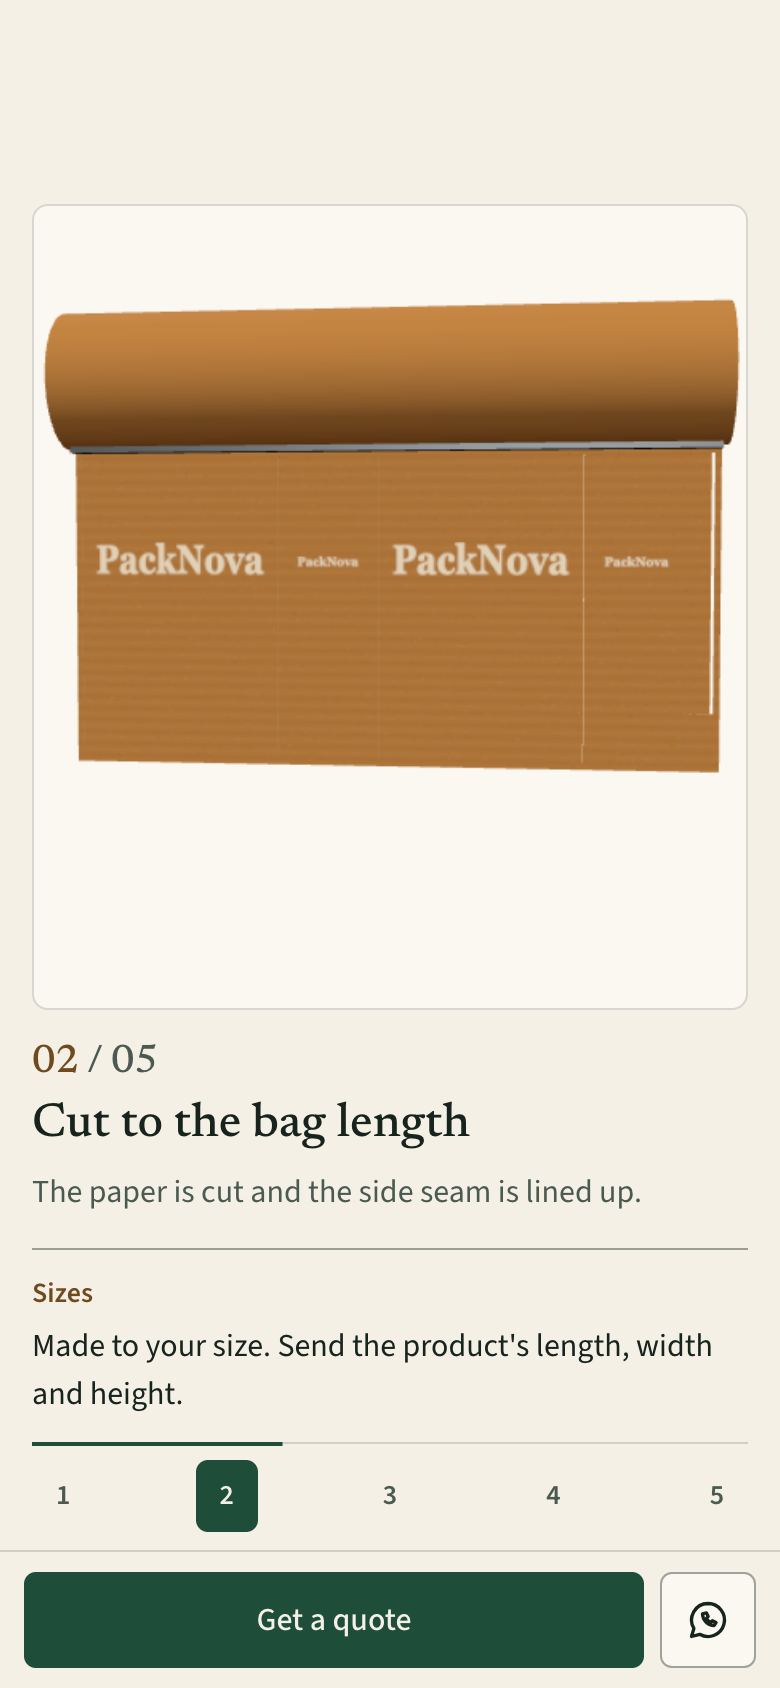 PackNova PackNova PackNova PackNova
02 / 05
Cut to the bag length
The paper is cut and the side seam is lined up.
Sizes
Made to your size. Send the product's length, width
and height.
1 2 3 4 5
Get a quote